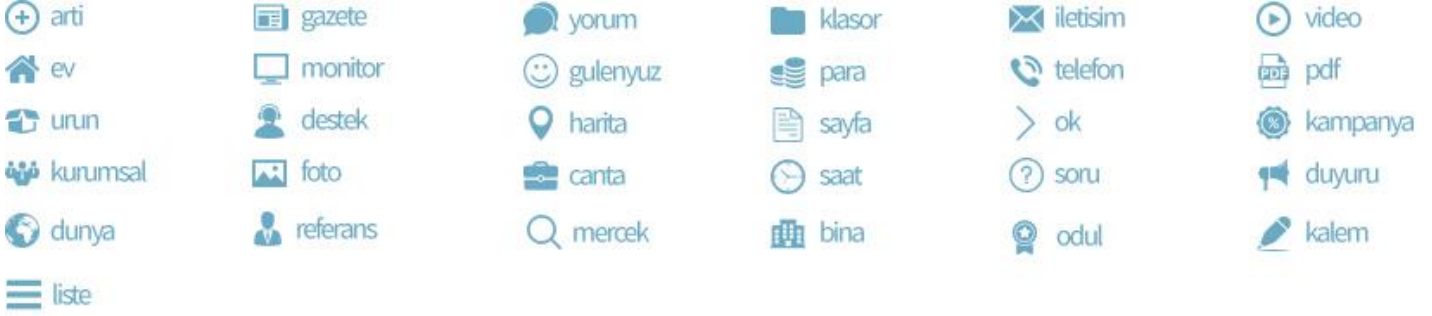 arti gazete yorum klasor iletisim video
ev monitor gulenyuz para telefon pdf
urun destek harita sayfa ok kampanya
kurumsal foto canta saat soru duyuru
dunya referans mercek bina odul kalem
liste